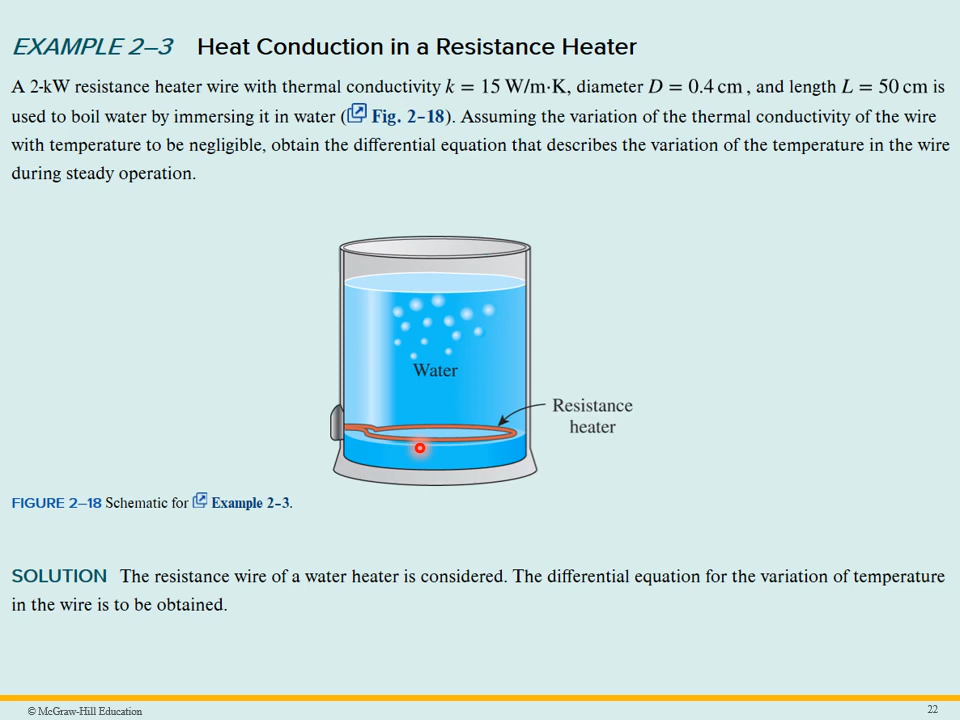 EXAMPLE 2–3 Heat Conduction in a Resistance Heater
A 2-kW resistance heater wire with thermal conductivity k = 15 W/m·K, diameter D = 0.4 cm, and length L = 50 cm is
used to boil water by immersing it in water (Fig. 2–18). Assuming the variation of the thermal conductivity of the wire
with temperature to be negligible, obtain the differential equation that describes the variation of the temperature in the wire
during steady operation.
Water
Resistance
heater
FIGURE 2–18 Schematic for Example 2–3.
SOLUTION The resistance wire of a water heater is considered. The differential equation for the variation of temperature
in the wire is to be obtained.
© McGraw-Hill Education
22